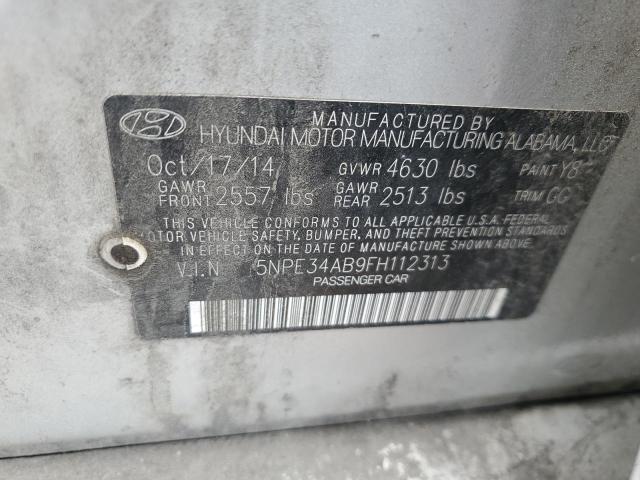 MANUFACTURED BY
HYUNDAI MOTOR MANUFACTURING ALABAMA, LLC
Oct/17/14 GVWR 4630 lbs PAINT Y8
GAWR FRONT 2557 lbs GAWR REAR 2513 lbs TRIM GG
THIS VEHICLE CONFORMS TO ALL APPLICABLE U.S.A. FEDERAL
MOTOR VEHICLE SAFETY, BUMPER, AND THEFT PREVENTION STANDARDS
IN EFFECT ON THE DATE OF MANUFACTURE SHOWN ABOVE.
V.I.N 5NPE34AB9FH112313
PASSENGER CAR